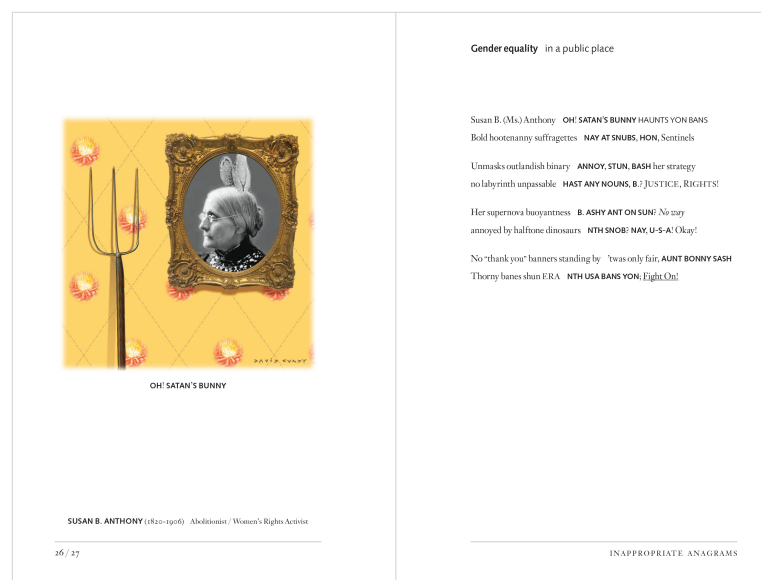 DAVID CUNDY
OH! SATAN'S BUNNY
SUSAN B. ANTHONY (1820–1906) Abolitionist / Women's Rights Activist
26 / 27
Gender equality in a public place
Susan B. (Ms.) Anthony OH! SATAN'S BUNNY HAUNTS YON BANS
Bold hootenanny suffragettes NAY AT SNUBS, HON, Sentinels
Unmasks outlandish binary ANNOY, STUN, BASH her strategy
no labyrinth unpassable HAST ANY NOUNS, B.? JUSTICE, RIGHTS!
Her supernova buoyantness B. ASHY ANT ON SUN? No way
annoyed by halftone dinosaurs NTH SNOB? NAY, U-S-A! Okay!
No “thank you” banners standing by ’twas only fair, AUNT BONNY SASH
Thorny banes shun ERA NTH USA BANS YON; Fight On!
INAPPROPRIATE ANAGRAMS